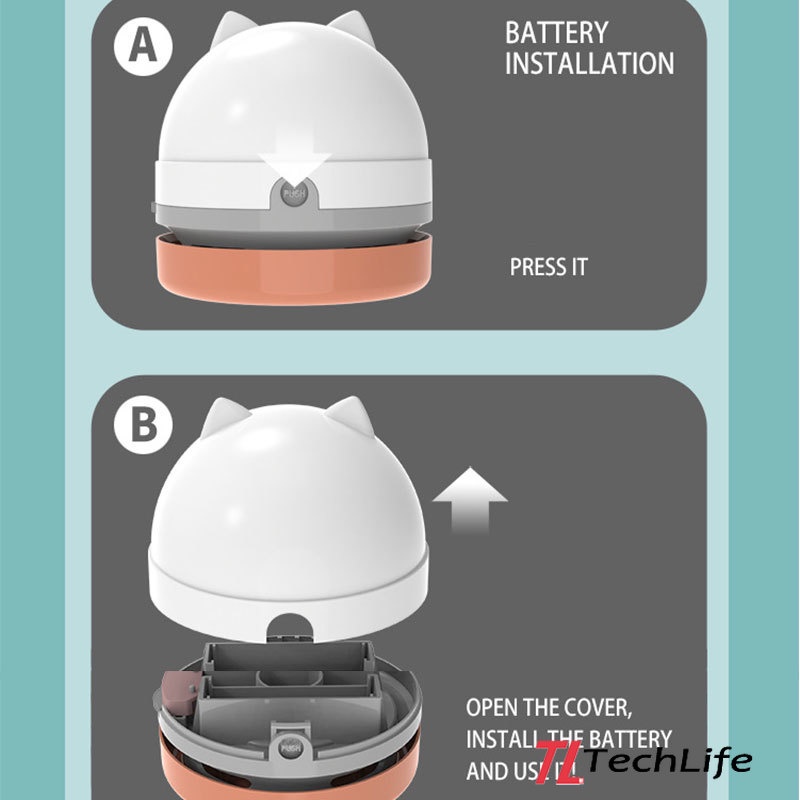 A
BATTERY
INSTALLATION
PUSH
PRESS IT
B
OPEN THE COVER,
INSTALL THE BATTERY
AND USE IT!
PUSH
TL TechLife